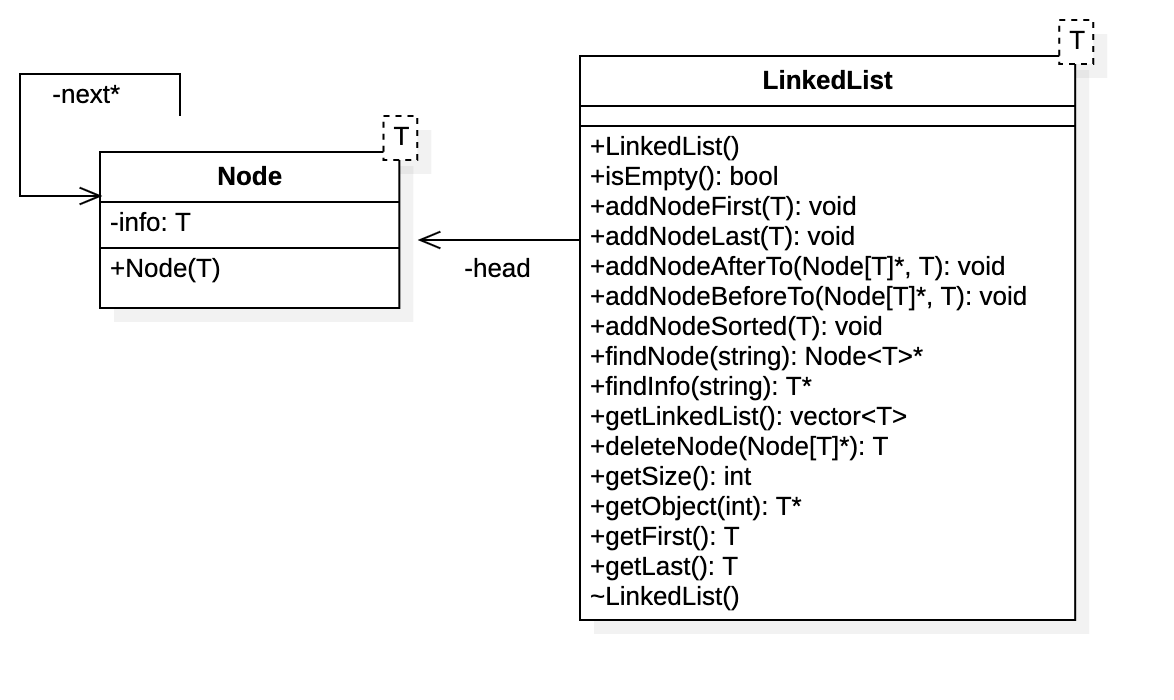 -next*
T
Node
-info: T
+Node(T)
-head
T
LinkedList
+LinkedList()
+isEmpty(): bool
+addNodeFirst(T): void
+addNodeLast(T): void
+addNodeAfterTo(Node[T]*, T): void
+addNodeBeforeTo(Node[T]*, T): void
+addNodeSorted(T): void
+findNode(string): Node<T>*
+findInfo(string): T*
+getLinkedList(): vector<T>
+deleteNode(Node[T]*): T
+getSize(): int
+getObject(int): T*
+getFirst(): T
+getLast(): T
~LinkedList()